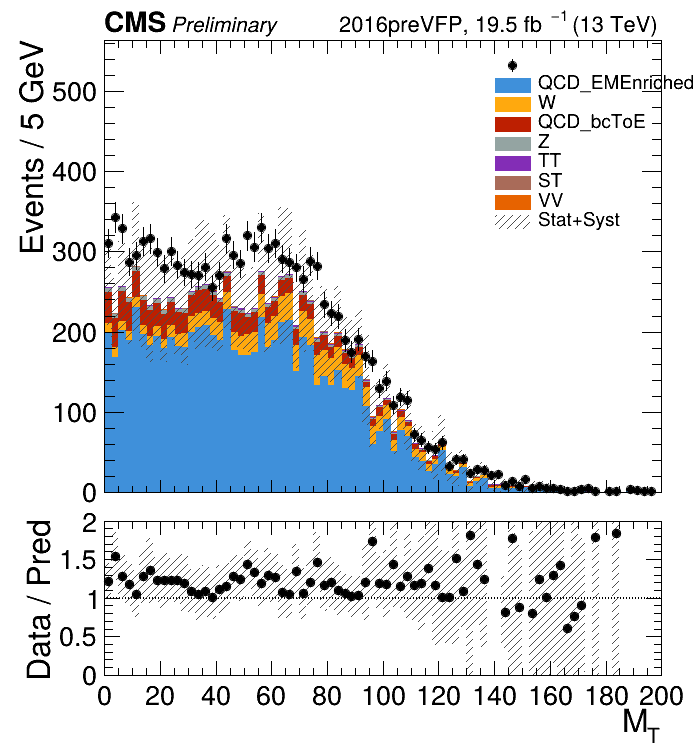 CMS Preliminary 2016preVFP, 19.5 fb⁻¹ (13 TeV)
Events / 5 GeV
500
400
300
200
100
0
QCD_EMEnriched
W
QCD_bcToE
Z
TT
ST
VV
Stat+Syst
Data / Pred
2
1.5
1
0.5
0
0 20 40 60 80 100 120 140 160 180 200
M_T